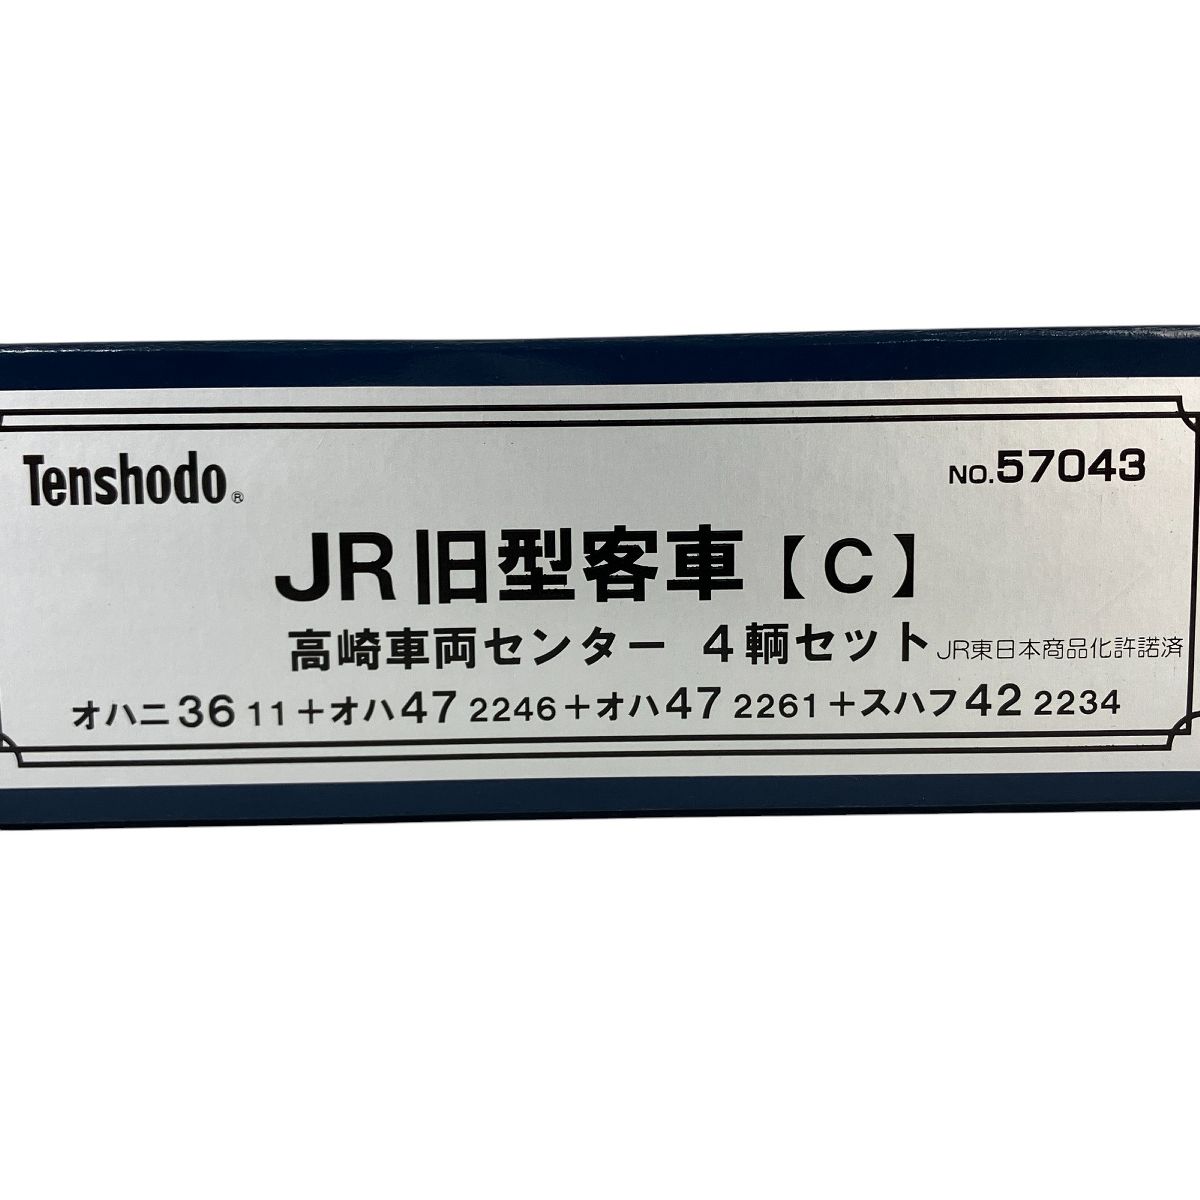 Tenshodo®
NO.57043
JR旧型客車【C】
高崎車両センター 4輌セット JR東日本商品化許諾済
オハニ36 11＋オハ47 2246＋オハ47 2261＋スハフ42 2234